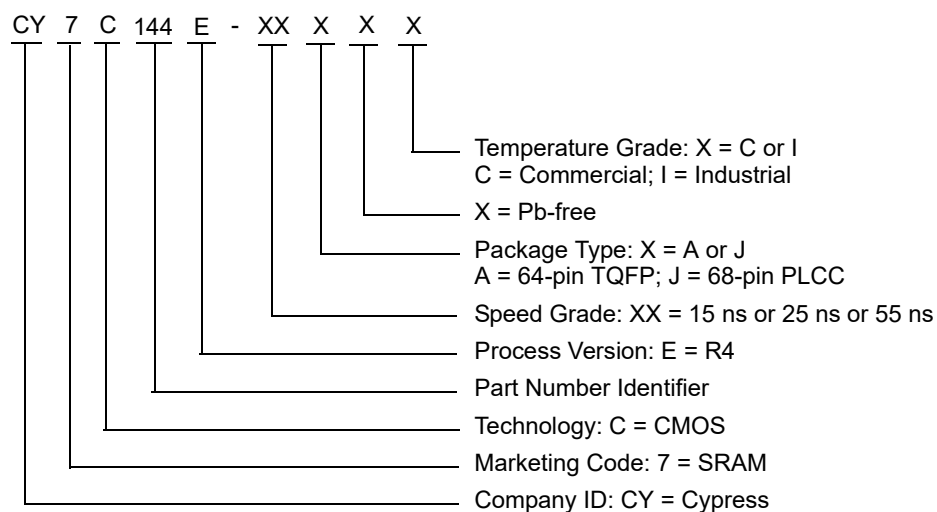 CY 7 C 144 E - XX X X X
Temperature Grade: X = C or I
C = Commercial; I = Industrial
X = Pb-free
Package Type: X = A or J
A = 64-pin TQFP; J = 68-pin PLCC
Speed Grade: XX = 15 ns or 25 ns or 55 ns
Process Version: E = R4
Part Number Identifier
Technology: C = CMOS
Marketing Code: 7 = SRAM
Company ID: CY = Cypress